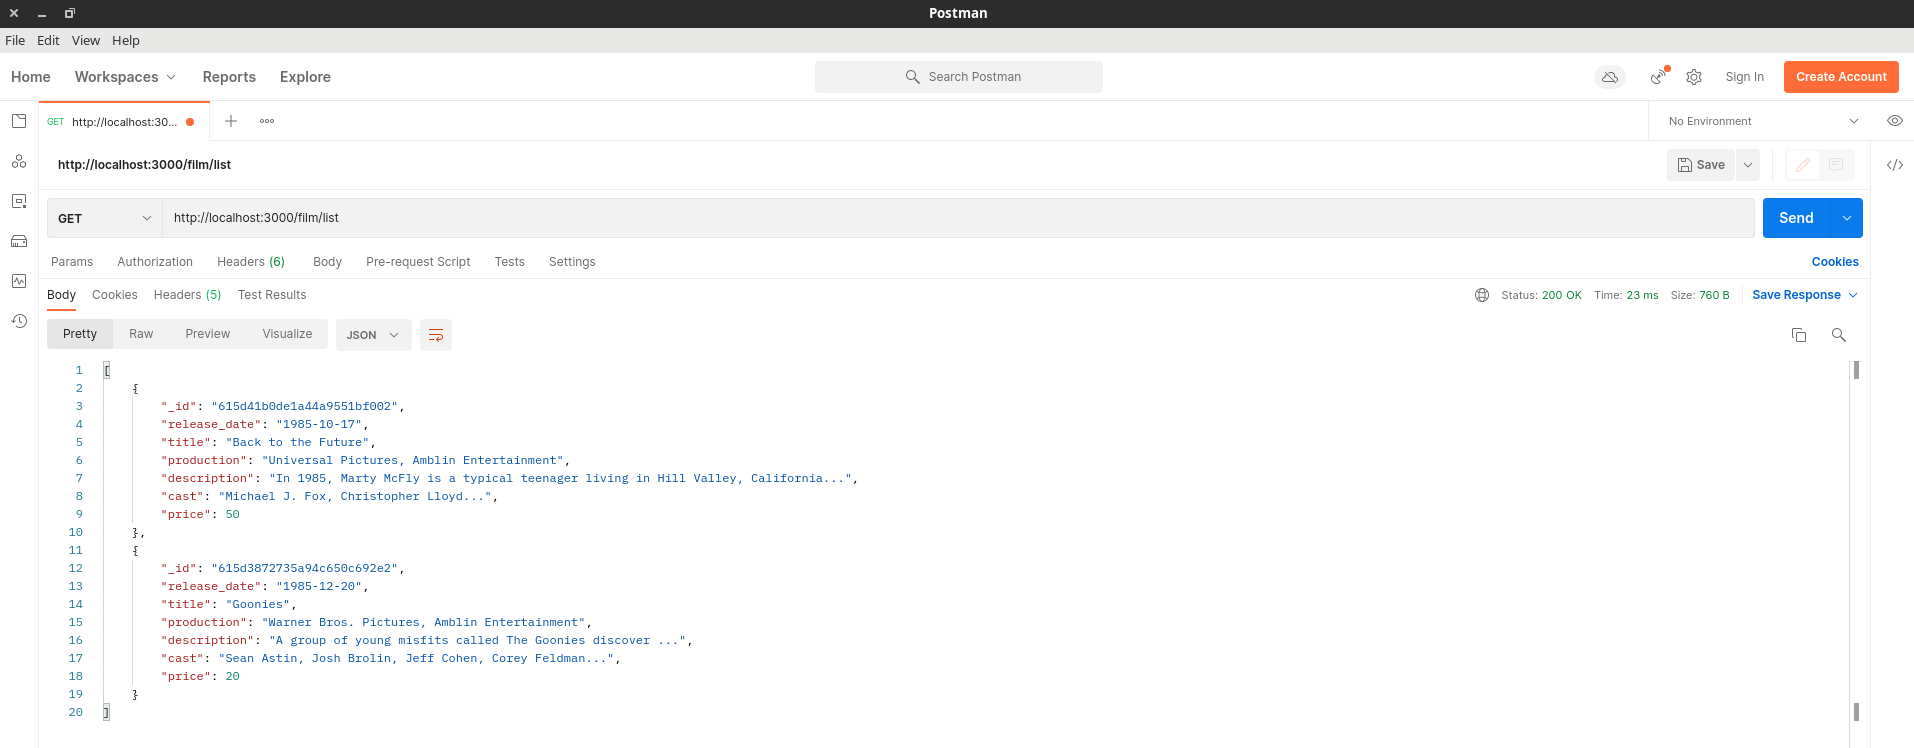 Postman
File Edit View Help
Home Workspaces Reports Explore Search Postman Sign In Create Account
GET http://localhost:30... No Environment
http://localhost:3000/film/list Save
GET http://localhost:3000/film/list Send
Params Authorization Headers (6) Body Pre-request Script Tests Settings Cookies
Body Cookies Headers (5) Test Results Status: 200 OK Time: 23 ms Size: 760 B Save Response
Pretty Raw Preview Visualize JSON
1 [
2 {
3 "_id": "615d41b0de1a44a9551bf002",
4 "release_date": "1985-10-17",
5 "title": "Back to the Future",
6 "production": "Universal Pictures, Amblin Entertainment",
7 "description": "In 1985, Marty McFly is a typical teenager living in Hill Valley, California...",
8 "cast": "Michael J. Fox, Christopher Lloyd...",
9 "price": 50
10 },
11 {
12 "_id": "615d3872735a94c650c692e2",
13 "release_date": "1985-12-20",
14 "title": "Goonies",
15 "production": "Warner Bros. Pictures, Amblin Entertainment",
16 "description": "A group of young misfits called The Goonies discover ...",
17 "cast": "Sean Astin, Josh Brolin, Jeff Cohen, Corey Feldman...",
18 "price": 20
19 }
20 ]